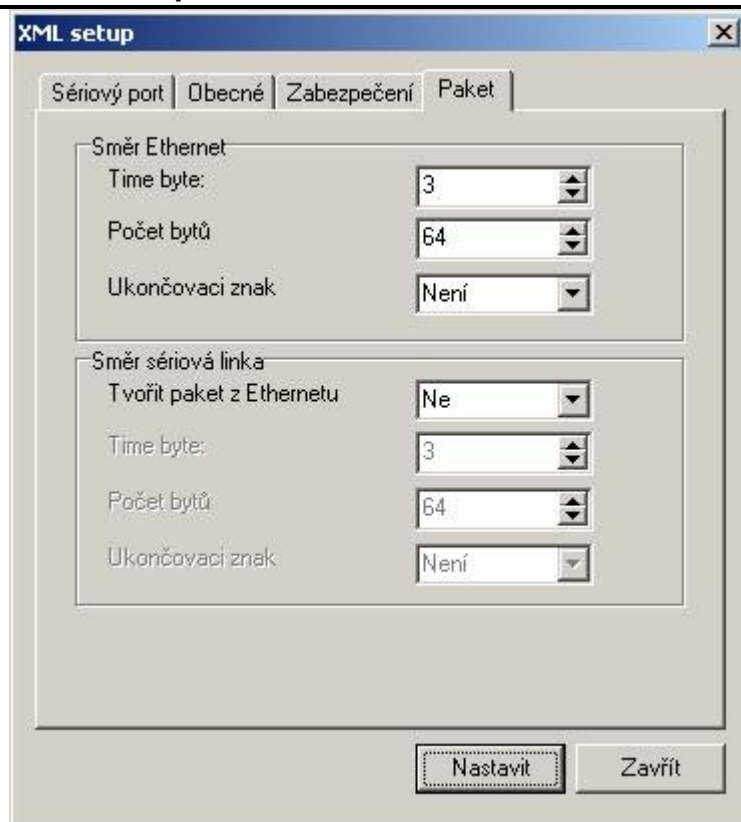 XML setup
Sériový port Obecné Zabezpečení Paket
Směr Ethernet
Time byte: 3
Počet bytů 64
Ukončovaci znak Není
Směr sériová linka
Tvořit paket z Ethernetu Ne
Time byte: 3
Počet bytů 64
Ukončovaci znak Není
Nastavit Zavřít